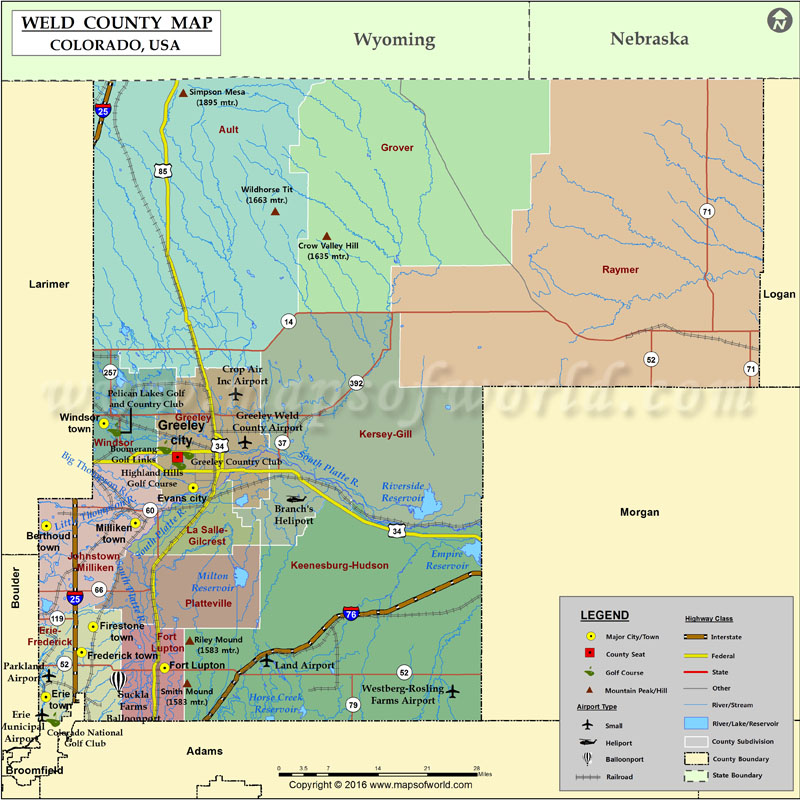 WELD COUNTY MAP
COLORADO, USA
Wyoming
Nebraska
N
Simpson Mesa
(1895 mtr.)
25
Ault
Grover
85
Wildhorse Tit
(1663 mtr.)
71
Crow Valley Hill
(1635 mtr.)
Raymer
Larimer
Logan
14
52
71
257
Crop Air
Inc Airport
392
www.mapsofworld.com
Pelican Lakes Golf
and Country Club
Windsor
town
Greeley
Greeley
city
Greeley Weld
County Airport
Windsor
34
37
Kersey-Gill
Boomerang
Golf Links
Greeley Country Club
Big Thompson R.
Highland Hills
Golf Course
South Platte R.
Riverside
Reservoir
Evans city
Branch's
Heliport
Morgan
60
Little Thompson R.
South Platte R.
Berthoud
town
Milliken
town
La Salle-
Gilcrest
34
Empire
Reservoir
Johnstown
Milliken
Keenesburg-Hudson
Boulder
South Platte R.
Milton
Reservoir
66
25
Platteville
76
119
Erie-
Frederick
Firestone
town
Fort
Lupton
Riley Mound
(1583 mtr.)
52
Frederick town
Fort Lupton
Land Airport
Parkland
Airport
52
Erie
town
Suckla
Farms
Balloonport
Smith Mound
(1583 mtr.)
Horse Creek
Reservoir
Westberg-Rosling
Farms Airport
79
Erie
Municipal
Airport
Colorado National
Golf Club
Adams
Broomfield
LEGEND
Highway Class
Major City/Town
Interstate
County Seat
Federal
Golf Course
State
Mountain Peak/Hill
Other
Airport Type
River/Stream
Small
River/Lake/Reservoir
Heliport
County Subdivision
Balloonport
County Boundary
Railroad
State Boundary
0 3.5 7 14 21 28
Miles
Copyright © 2016 www.mapsofworld.com